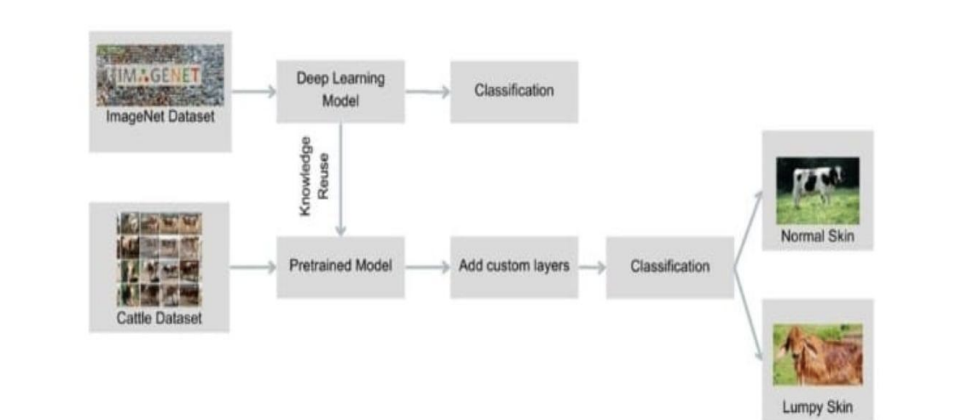 IMAGENET
ImageNet Dataset
Deep Learning
Model
Classification
Knowledge
Reuse
Cattle Dataset
Pretrained Model
Add custom layers
Classification
Normal Skin
Lumpy Skin